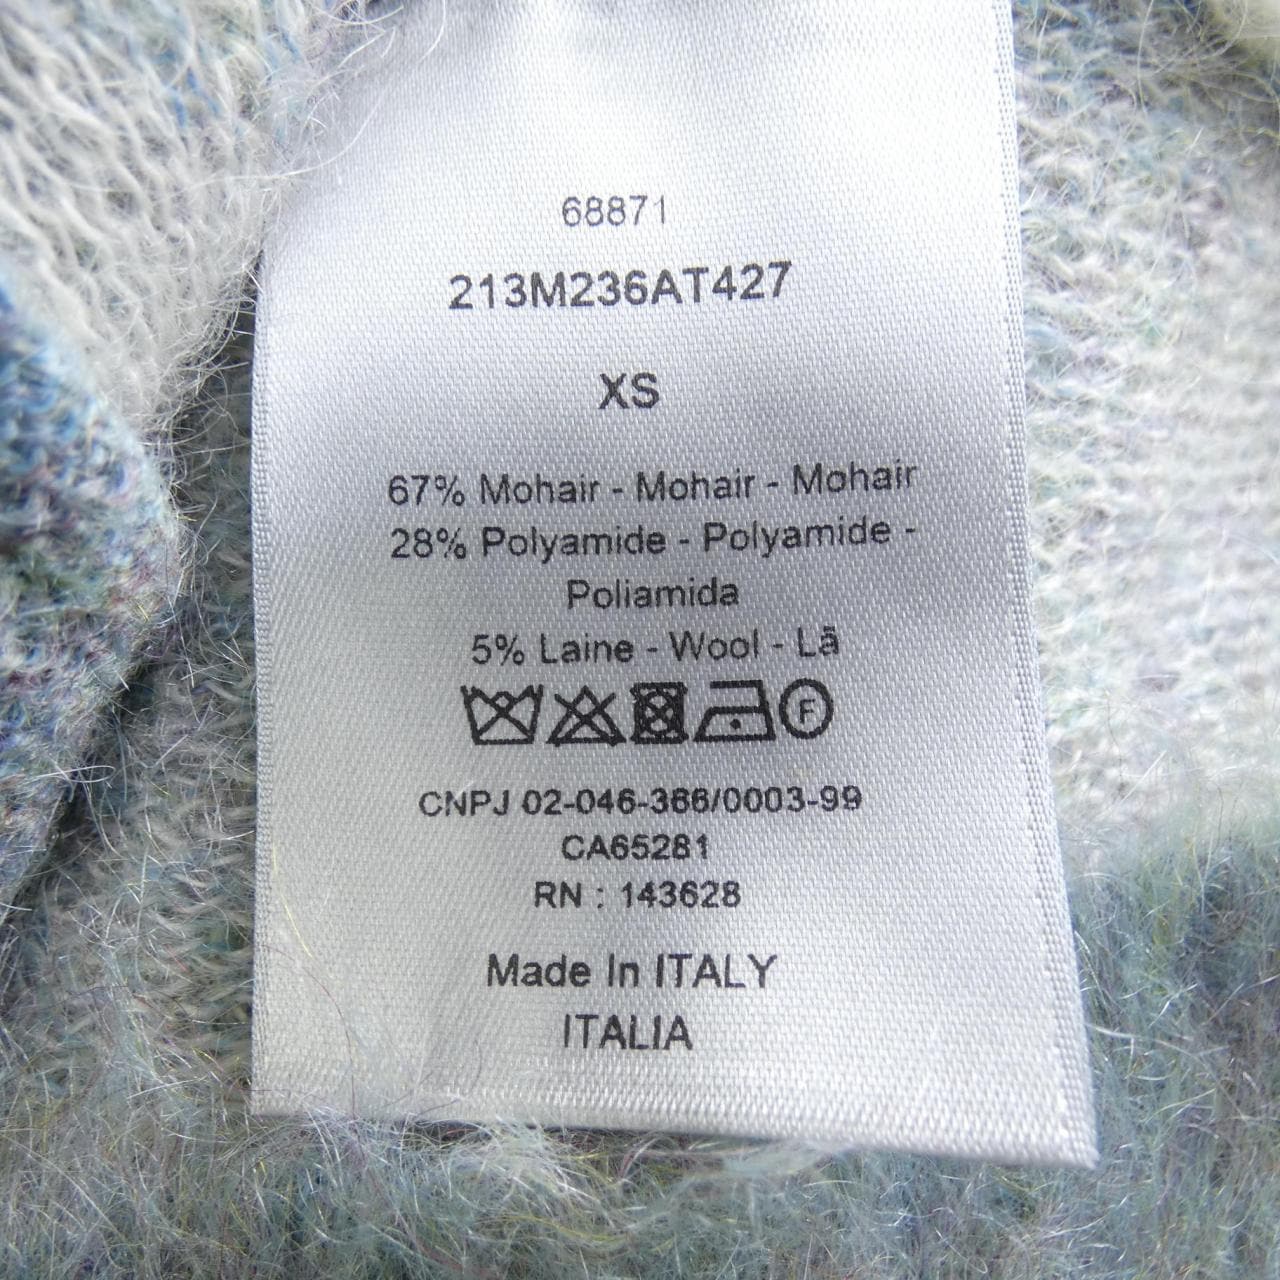 68871
213M236AT427
XS
67% Mohair - Mohair - Mohair
28% Polyamide - Polyamide -
Poliamida
5% Laine - Wool - Lã
F
CNPJ 02-046-366/0003-99
CA65281
RN : 143628
Made In ITALY
ITALIA